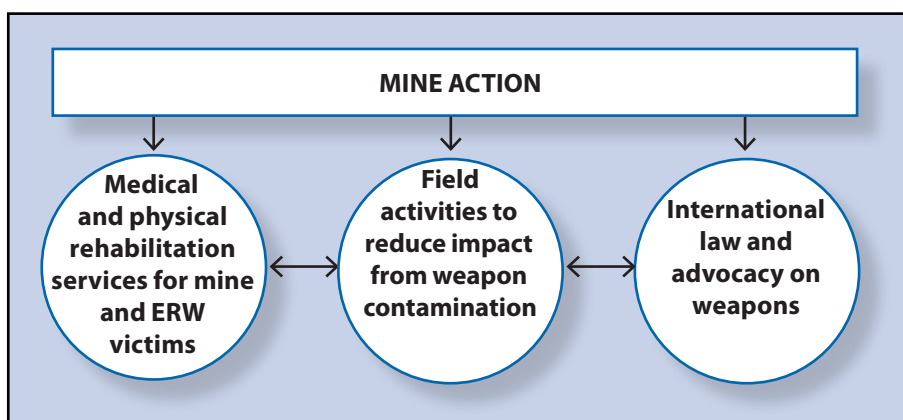 MINE ACTION
Medical
and physical
rehabilitation
services for mine
and ERW
victims
Field
activities to
reduce impact
from weapon
contamination
International
law and
advocacy on
weapons